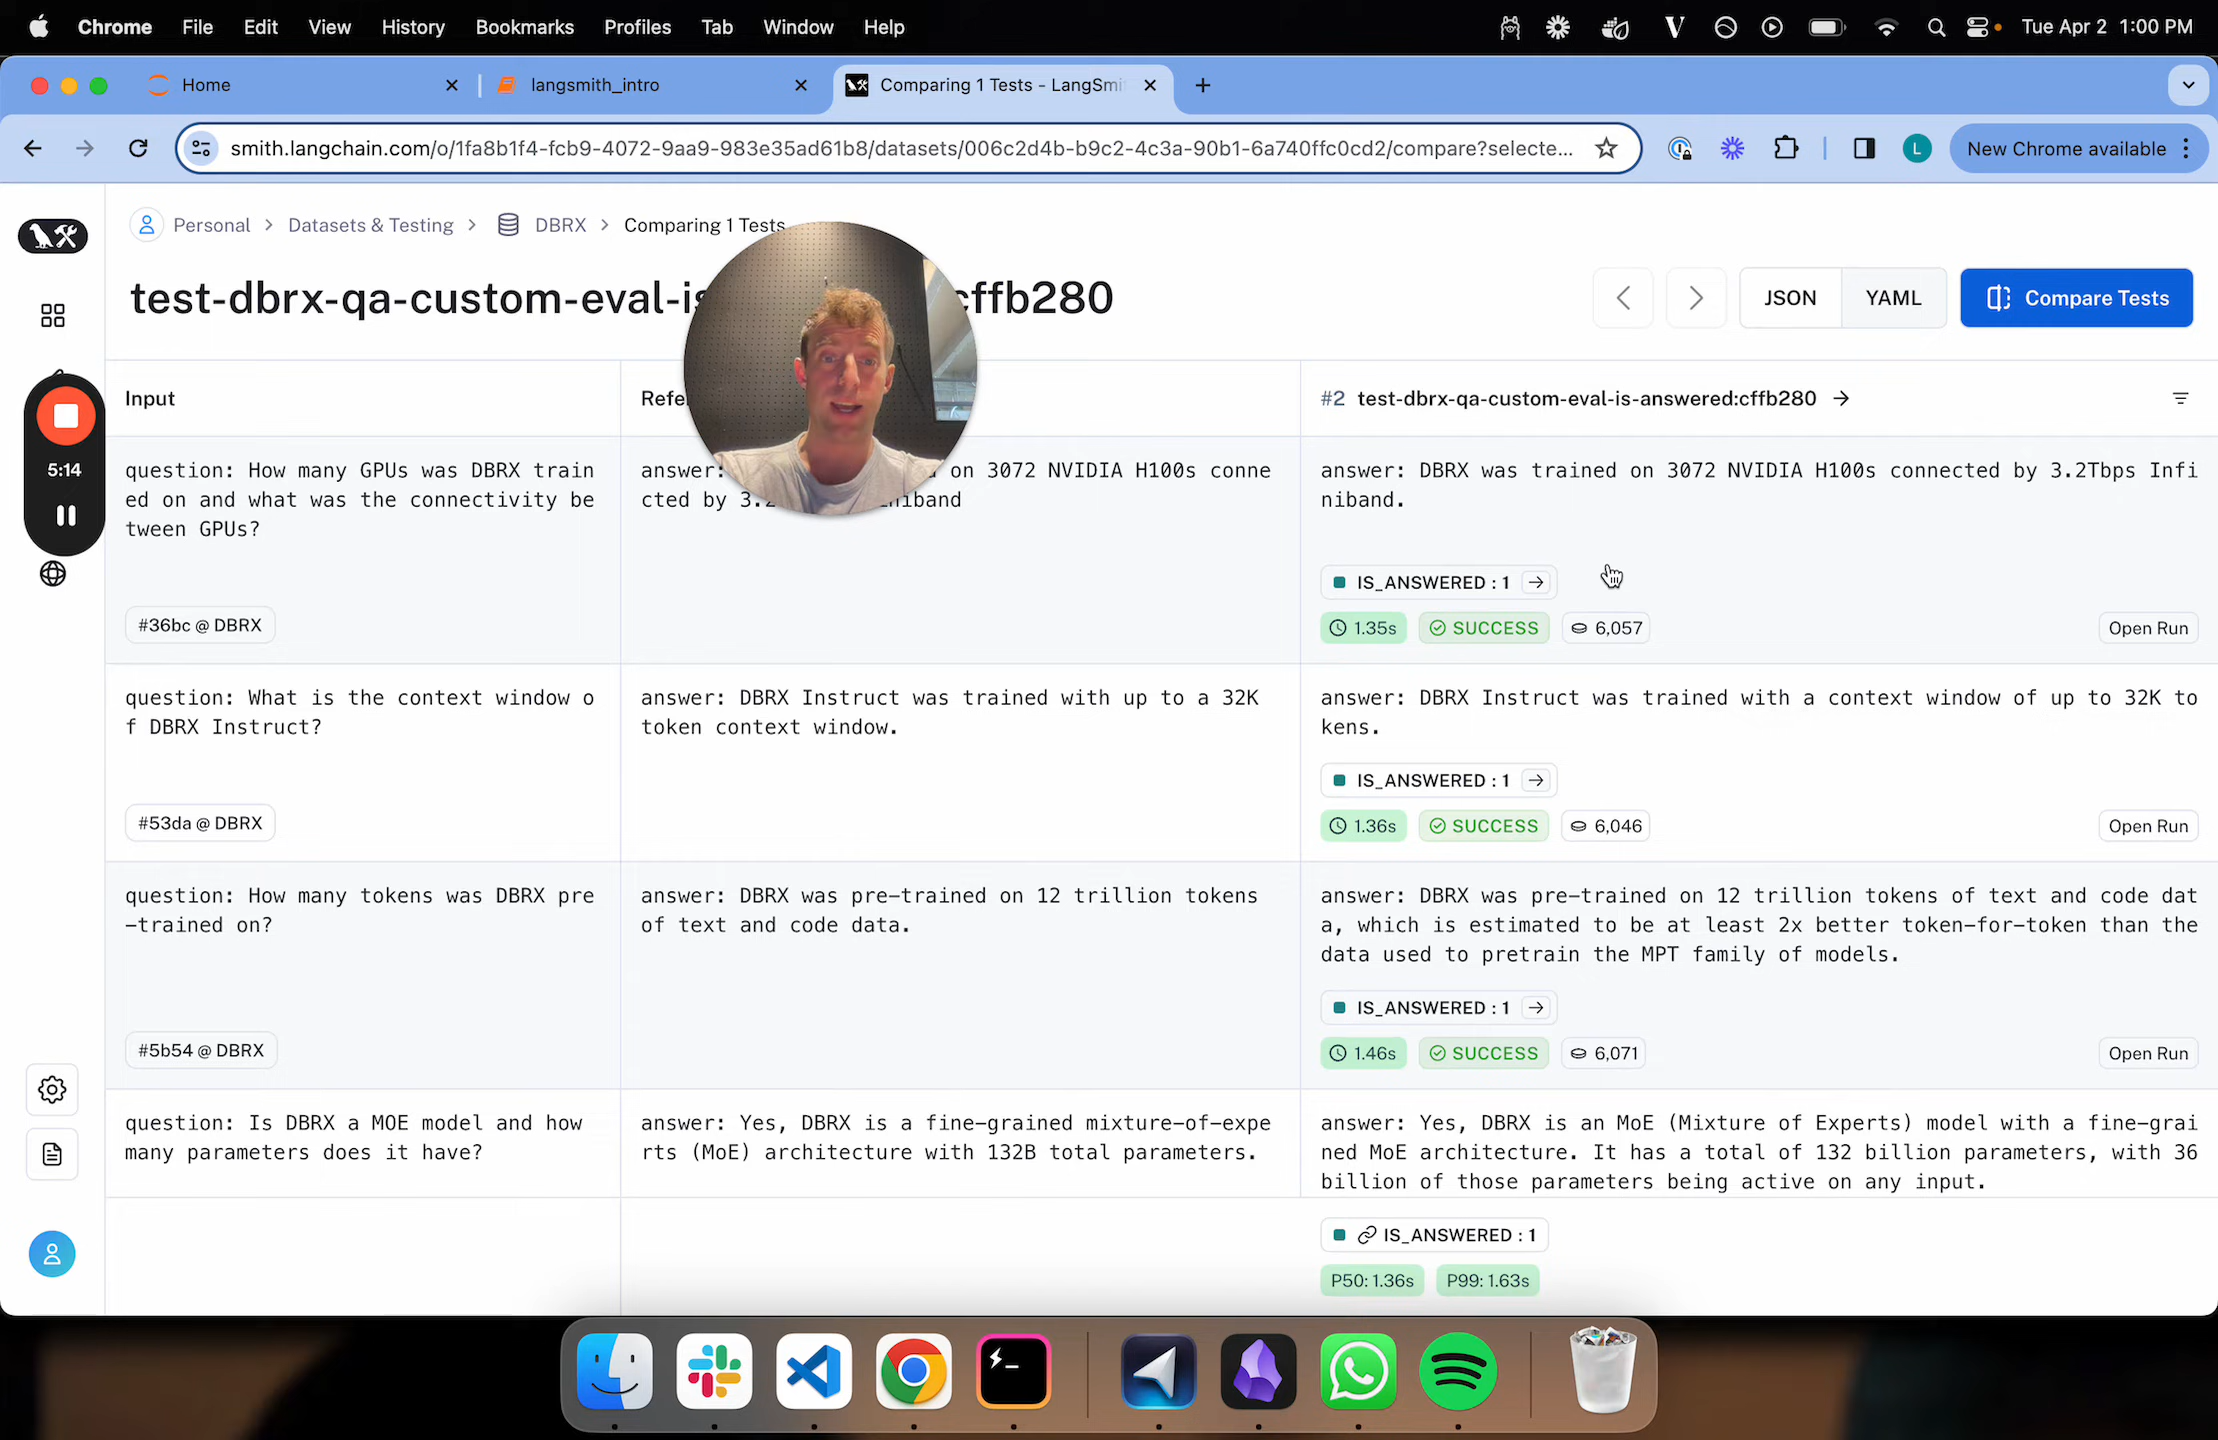 Chrome File Edit View History Bookmarks Profiles Tab Window Help Tue Apr 2 1:00 PM
Home langsmith_intro Comparing 1 Tests - LangSmi
smith.langchain.com/o/1fa8b1f4-fcb9-4072-9aa9-983e35ad61b8/datasets/006c2d4b-b9c2-4c3a-90b1-6a740ffc0cd2/compare?selecte... L New Chrome available
Personal > Datasets & Testing > DBRX > Comparing 1 Tests
test-dbrx-qa-custom-eval-is cffb280
JSON YAML Compare Tests
Input
Refe
#2 test-dbrx-qa-custom-eval-is-answered:cffb280 →
5:14
question: How many GPUs was DBRX train
ed on and what was the connectivity be
tween GPUs?
#36bc @ DBRX
answer: on 3072 NVIDIA H100s conne
cted by 3.2 niband
answer: DBRX was trained on 3072 NVIDIA H100s connected by 3.2Tbps Infi
niband.
IS_ANSWERED : 1 →
1.35s SUCCESS 6,057 Open Run
question: What is the context window o
f DBRX Instruct?
#53da @ DBRX
answer: DBRX Instruct was trained with up to a 32K
token context window.
answer: DBRX Instruct was trained with a context window of up to 32K to
kens.
IS_ANSWERED : 1 →
1.36s SUCCESS 6,046 Open Run
question: How many tokens was DBRX pre
-trained on?
#5b54 @ DBRX
answer: DBRX was pre-trained on 12 trillion tokens
of text and code data.
answer: DBRX was pre-trained on 12 trillion tokens of text and code dat
a, which is estimated to be at least 2x better token-for-token than the
data used to pretrain the MPT family of models.
IS_ANSWERED : 1 →
1.46s SUCCESS 6,071 Open Run
question: Is DBRX a MOE model and how
many parameters does it have?
answer: Yes, DBRX is a fine-grained mixture-of-expe
rts (MoE) architecture with 132B total parameters.
answer: Yes, DBRX is an MoE (Mixture of Experts) model with a fine-grai
ned MoE architecture. It has a total of 132 billion parameters, with 36
billion of those parameters being active on any input.
IS_ANSWERED : 1
P50: 1.36s P99: 1.63s